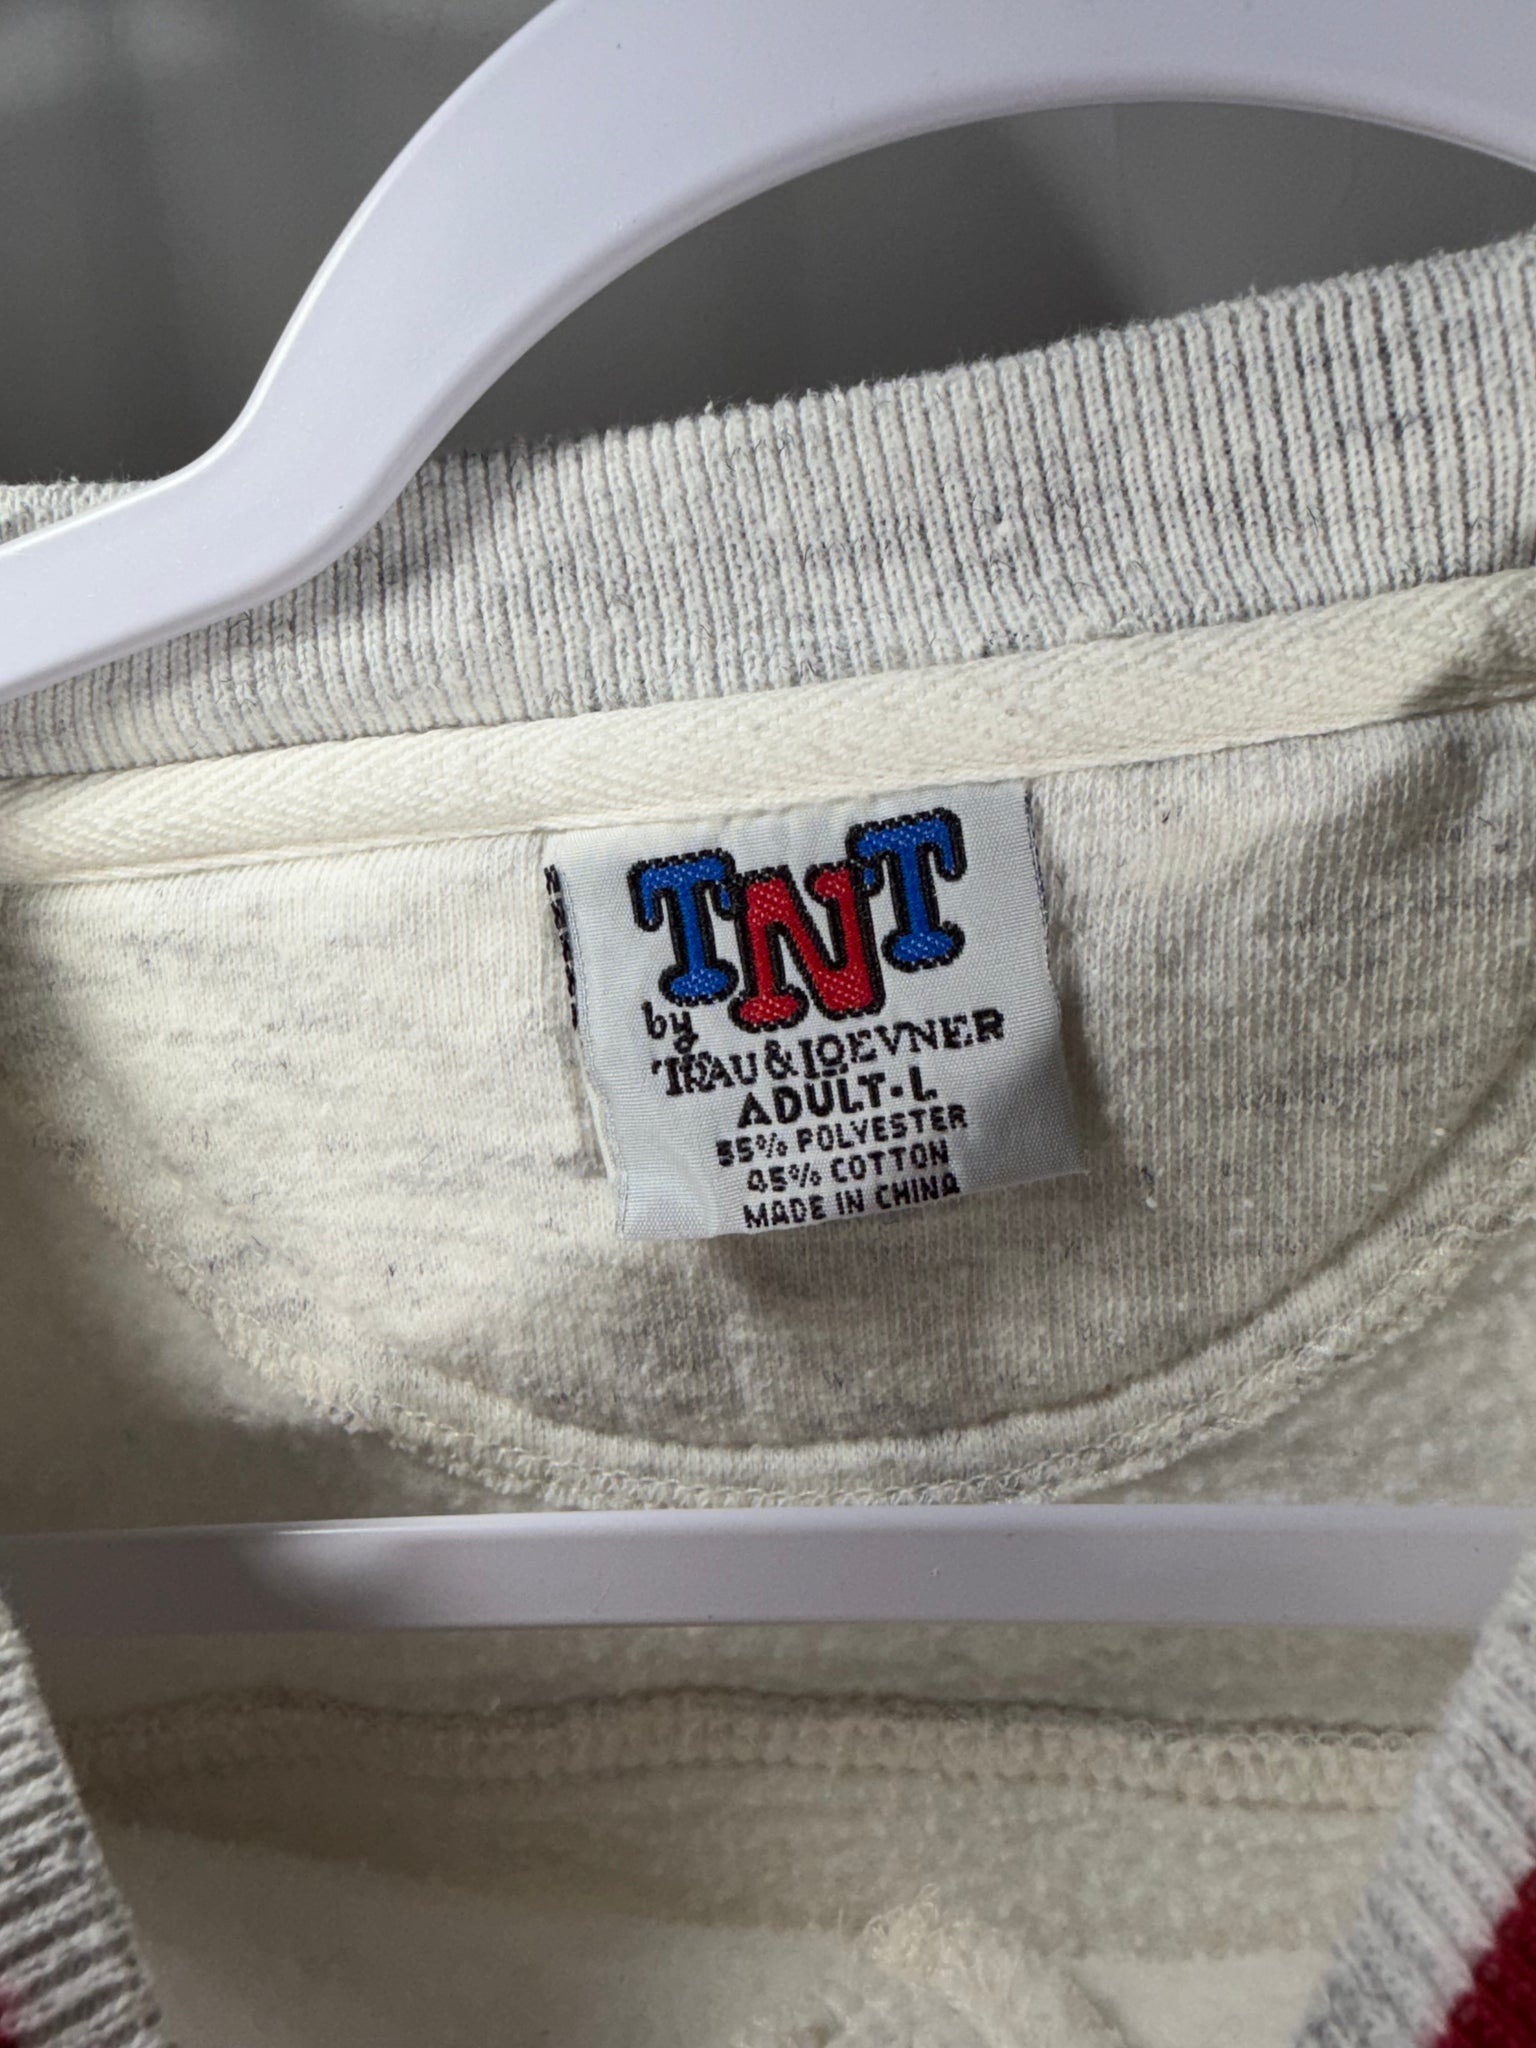 TNT
by
TRAU & LOEVNER
ADULT-L
55% POLYESTER
45% COTTON
MADE IN CHINA